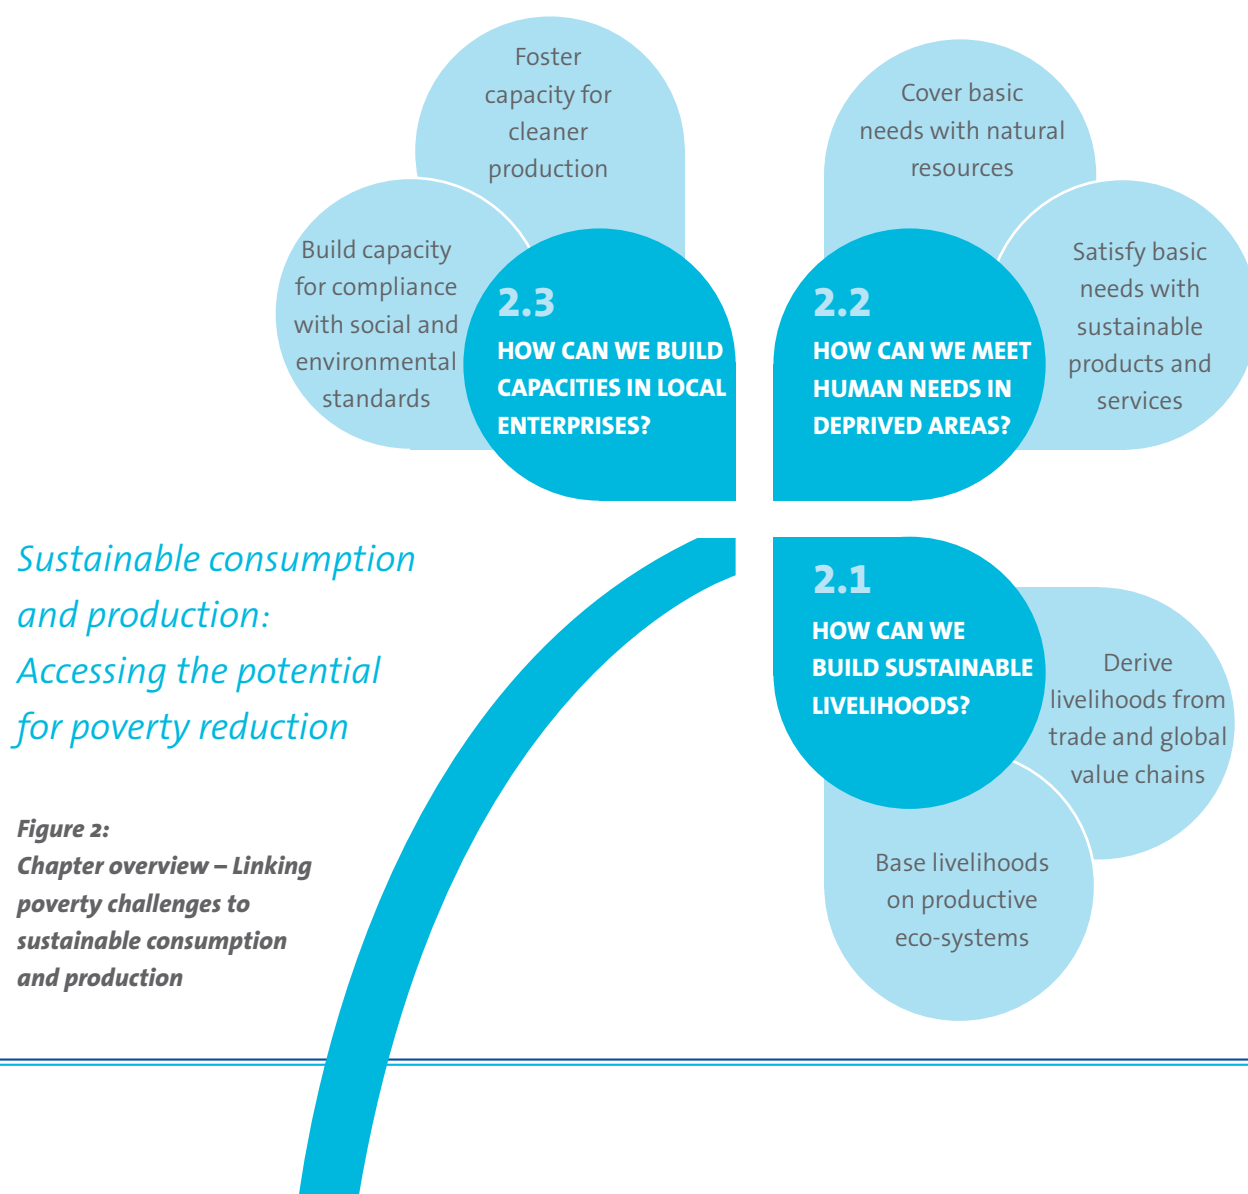 Foster
capacity for
cleaner
production
Build capacity
for compliance
with social and
environmental
standards
2.3
HOW CAN WE BUILD
CAPACITIES IN LOCAL
ENTERPRISES?
Cover basic
needs with natural
resources
Satisfy basic
needs with
sustainable
products and
services
2.2
HOW CAN WE MEET
HUMAN NEEDS IN
DEPRIVED AREAS?
2.1
HOW CAN WE
BUILD SUSTAINABLE
LIVELIHOODS?
Derive
livelihoods from
trade and global
value chains
Base livelihoods
on productive
eco-systems
Sustainable consumption
and production:
Accessing the potential
for poverty reduction
Figure 2:
Chapter overview – Linking
poverty challenges to
sustainable consumption
and production